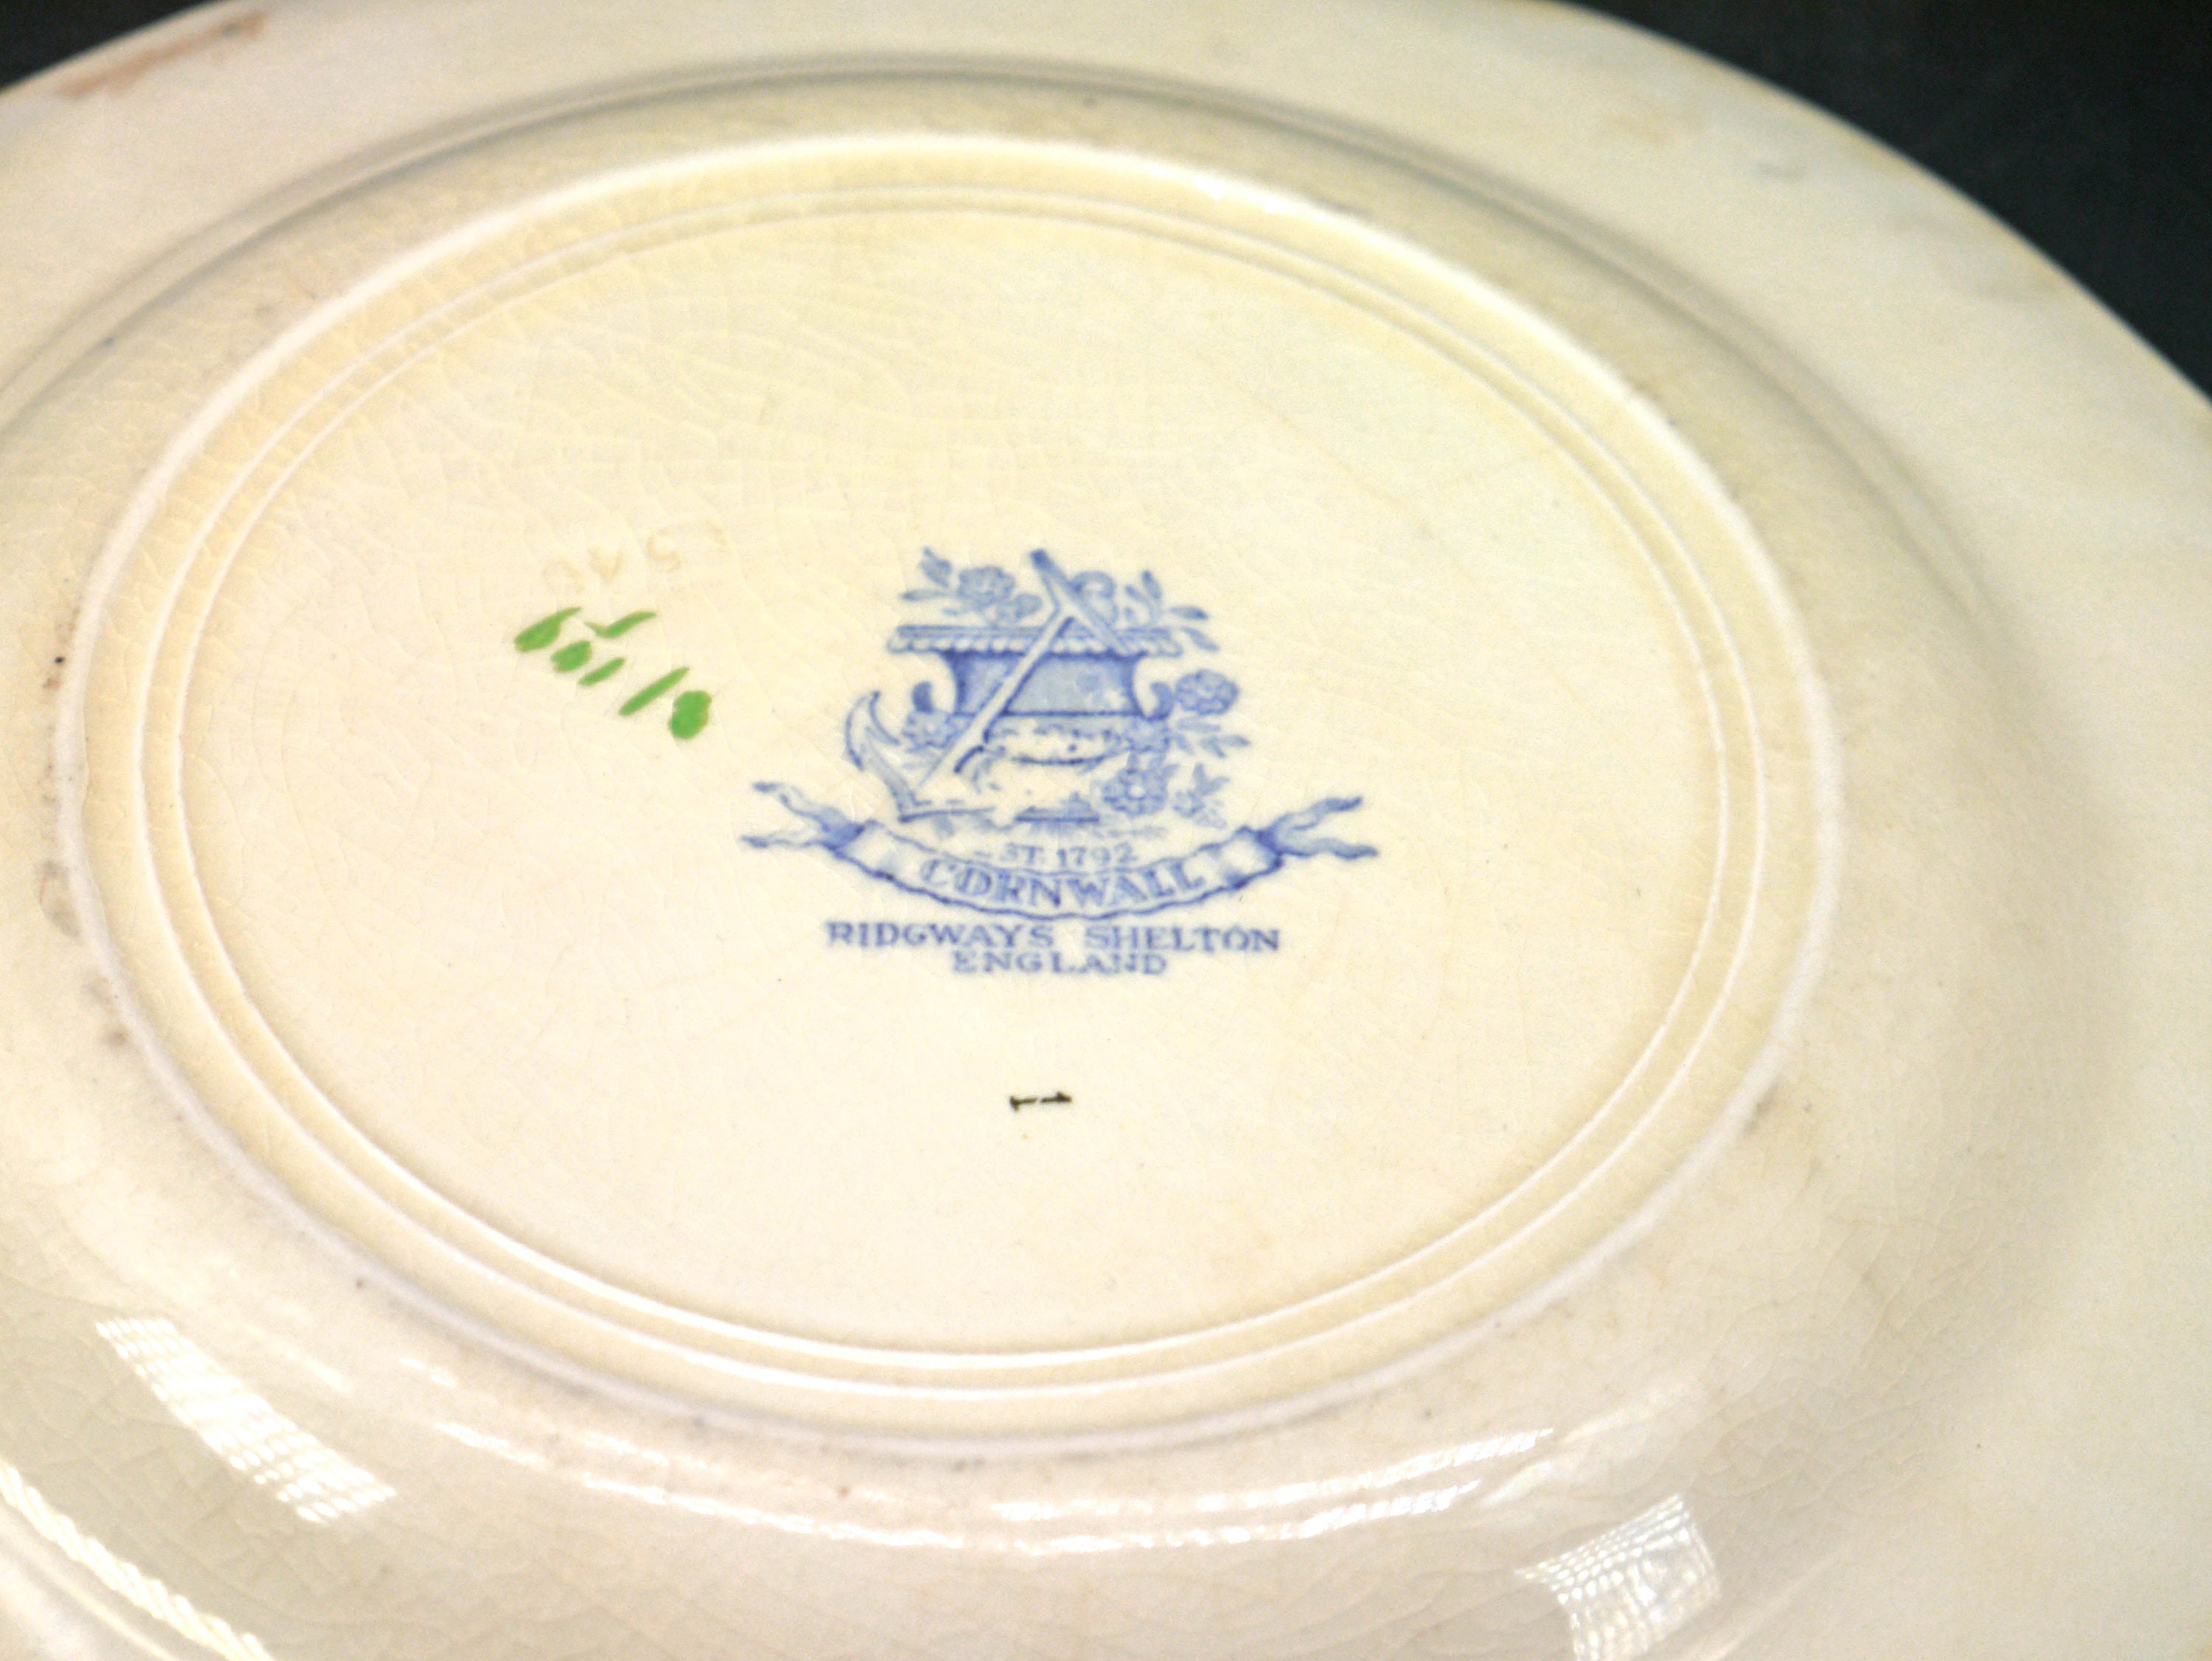 ST. 1792
CORNWALL
RIDGWAYS SHELTON
ENGLAND